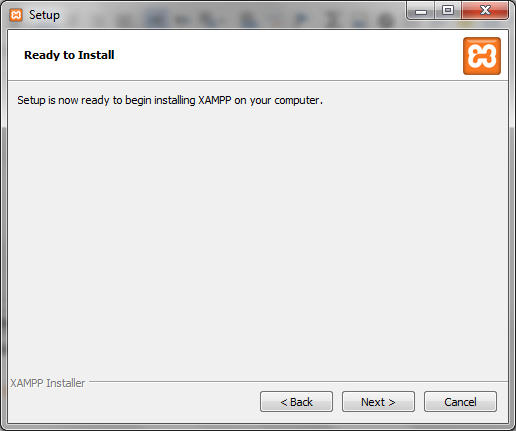 Setup
Ready to Install
Setup is now ready to begin installing XAMPP on your computer.
XAMPP Installer
< Back
Next >
Cancel